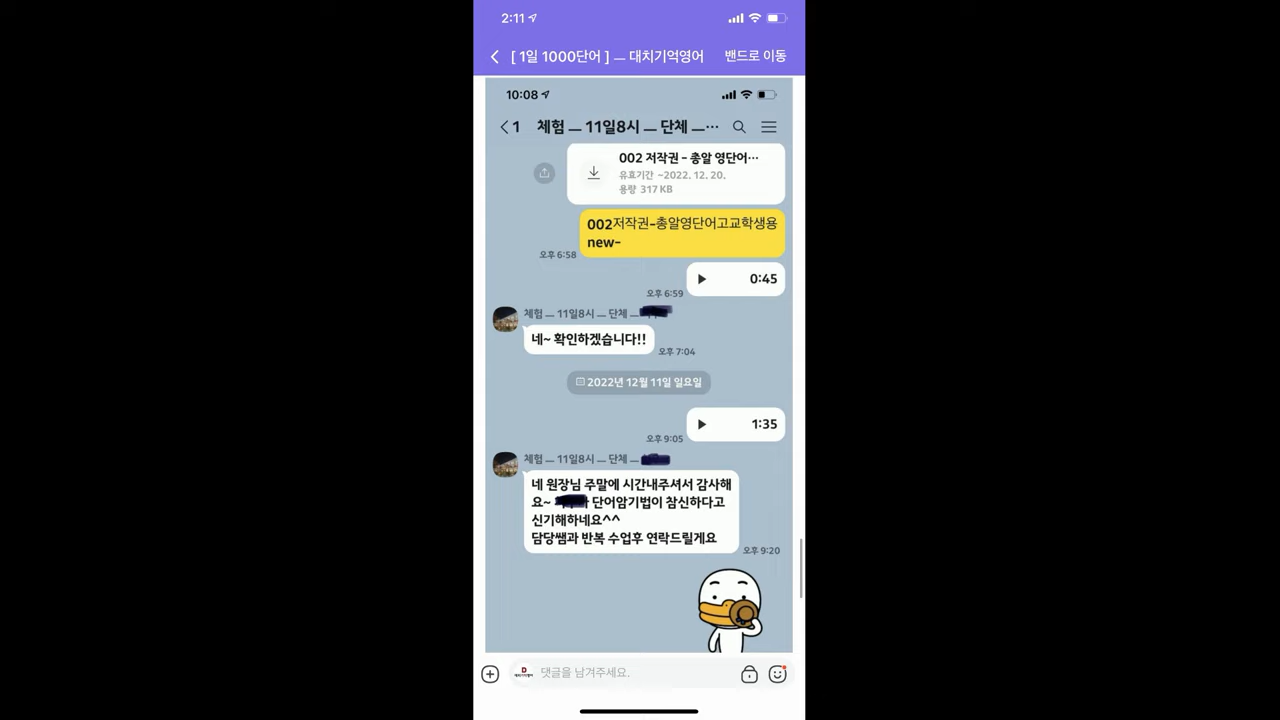 2:11
[ 1일 1000단어 ] ㅡ 대치기억영어 밴드로 이동
10:08
1 체험 ㅡ 11일8시 ㅡ 단체 ㅡ…
002 저작권 - 총알 영단어…
유효기간 ~2022. 12. 20.
용량 317 KB
002저작권-총알영단어고교학생용
new-
오후 6:58
0:45
오후 6:59
체험 ㅡ 11일8시 ㅡ 단체 ㅡ
네~ 확인하겠습니다!!
오후 7:04
2022년 12월 11일 일요일
1:35
오후 9:05
체험 ㅡ 11일8시 ㅡ 단체 ㅡ
네 원장님 주말에 시간내주셔서 감사해
요~ 단어암기법이 참신하다고
신기해하네요^^
담당쌤과 반복 수업후 연락드릴게요
오후 9:20
D
대치기억영어
댓글을 남겨주세요.